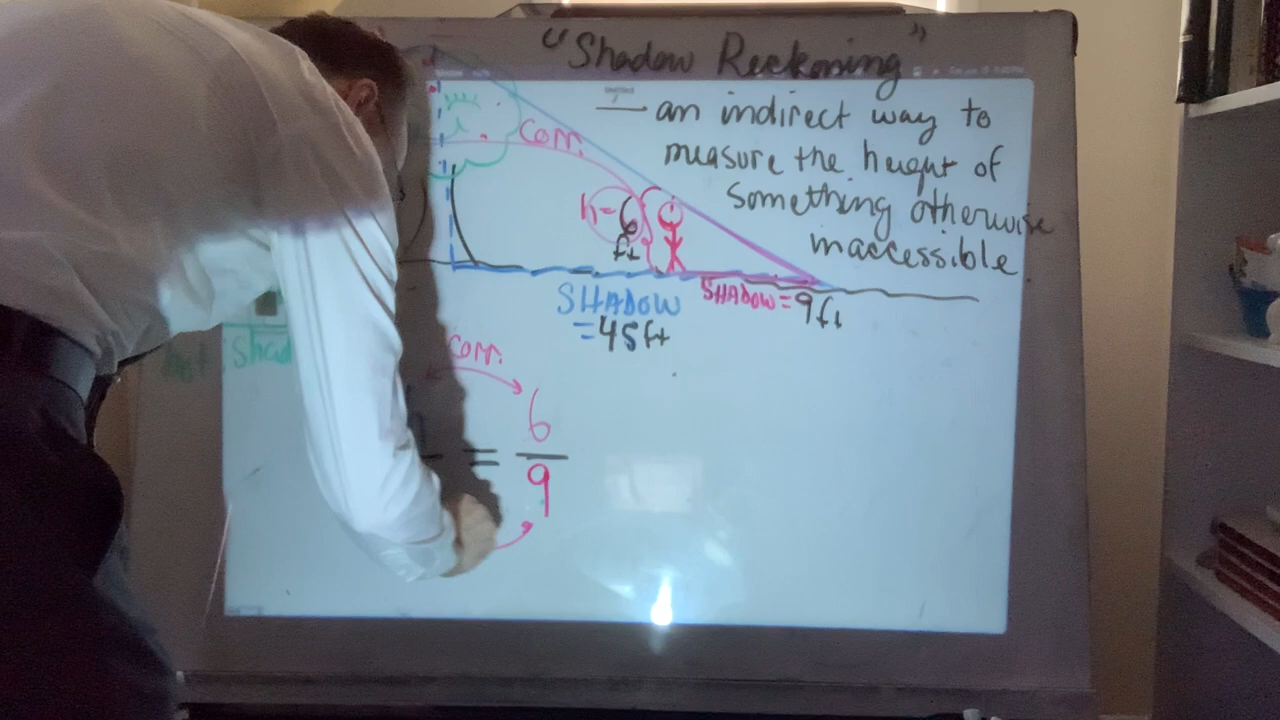 "Shadow Reckoning"
— an indirect way to
measure the height of
something otherwise
inaccessible
corr.
h = 6
ft
SHADOW
= 45ft
SHADOW = 9ft
shad
corr.
= 6
9